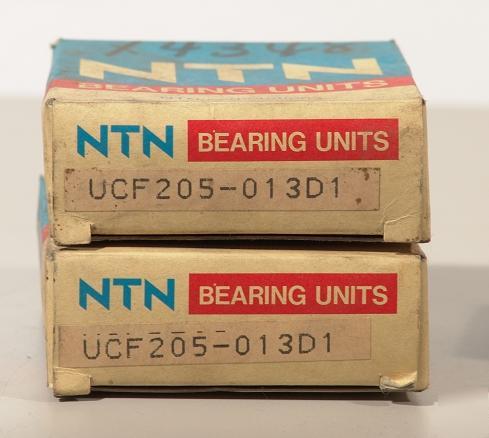 NTN
BEARING UNITS
NTN BEARING UNITS
UCF205-013D1
NTN BEARING UNITS
UCF205-013D1